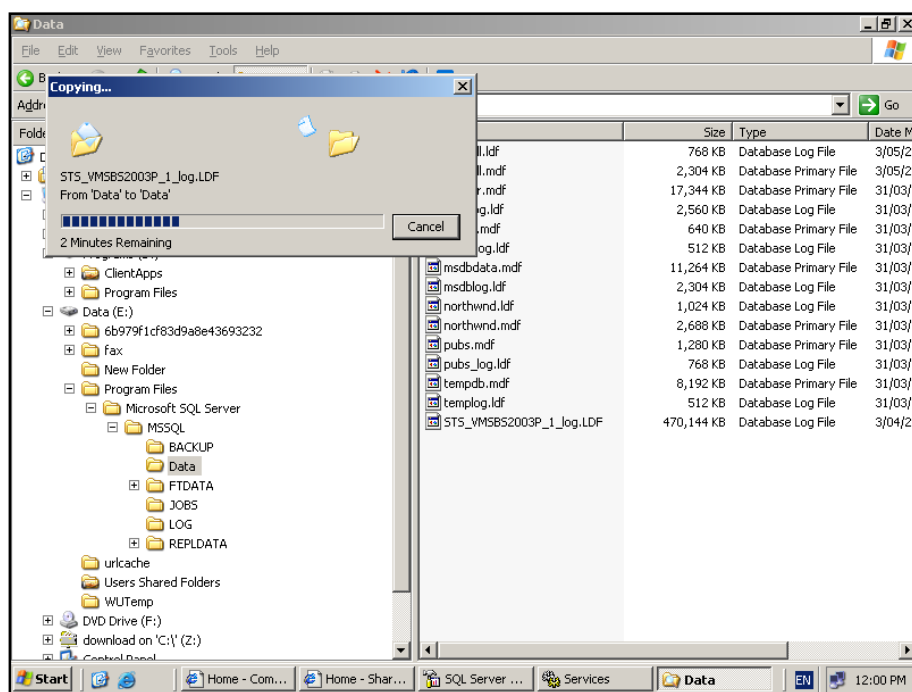 Data
File Edit View Favorites Tools Help
Copying...
STS_VMSBS2003P_1_log.LDF
From 'Data' to 'Data'
2 Minutes Remaining
Cancel
Go
Size Type
ll.ldf 768 KB Database Log File
ll.mdf 2,304 KB Database Primary File
r.mdf 17,344 KB Database Primary File 31/03/
og.ldf 2,560 KB Database Log File 31/03/
.mdf 640 KB Database Primary File 31/03/
og.ldf 512 KB Database Log File 31/03/
msdbdata.mdf 11,264 KB Database Primary File 31/03/
msdblog.ldf 2,304 KB Database Log File 31/03/
northwnd.ldf 1,024 KB Database Log File 31/03/
northwnd.mdf 2,688 KB Database Primary File 31/03/
pubs.mdf 1,280 KB Database Primary File 31/03/
pubs_log.ldf 768 KB Database Log File 31/03/
tempdb.mdf 8,192 KB Database Primary File 31/03/
templog.ldf 512 KB Database Log File 31/03/
STS_VMSBS2003P_1_log.LDF 470,144 KB Database Log File 3/04/2
ClientApps
Program Files
Data (E:)
6b979f1cf83d9a8e43693232
fax
New Folder
Program Files
Microsoft SQL Server
MSSQL
BACKUP
Data
FTDATA
JOBS
LOG
REPLDATA
urlcache
Users Shared Folders
WUTemp
DVD Drive (F:)
download on 'C:\' (Z:)
Control Panel
Start Home - Com... Home - Shar... SQL Server ... Services Data EN 12:00 PM